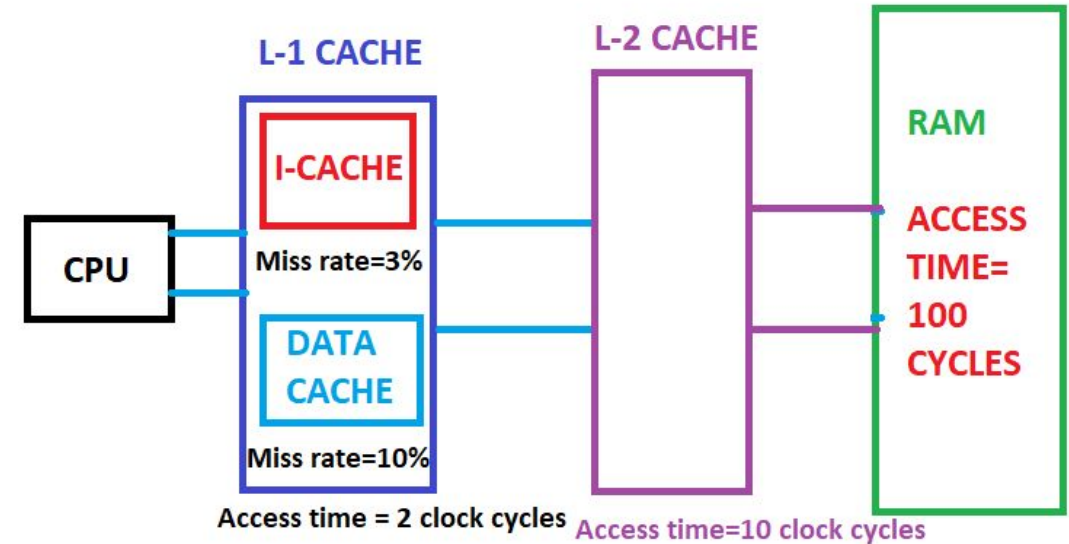 L-1 CACHE
L-2 CACHE
I-CACHE
Miss rate=3%
CPU
DATA
CACHE
Miss rate=10%
Access time = 2 clock cycles
Access time=10 clock cycles
RAM
ACCESS
TIME=
100
CYCLES